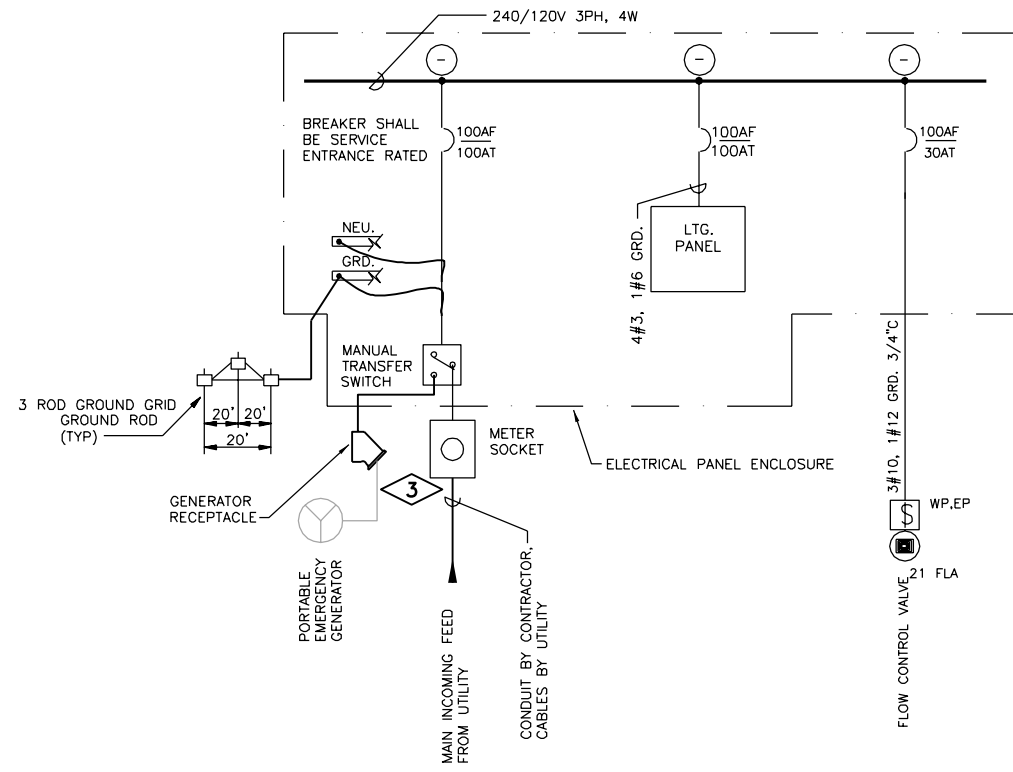 240/120V 3PH, 4W
-
-
-
BREAKER SHALL
BE SERVICE
ENTRANCE RATED
100AF
100AT
100AF
100AT
100AF
30AT
NEU.
GRD.
4#3, 1#6 GRD.
LTG.
PANEL
MANUAL
TRANSFER
SWITCH
3 ROD GROUND GRID
GROUND ROD
(TYP)
20'
20'
20'
METER
SOCKET
ELECTRICAL PANEL ENCLOSURE
3#10, 1#12 GRD. 3/4"C
GENERATOR
RECEPTACLE
3
S
WP,EP
21 FLA
PORTABLE
EMERGENCY
GENERATOR
MAIN INCOMING FEED
FROM UTILITY
CONDUIT BY CONTRACTOR,
CABLES BY UTILITY
FLOW CONTROL VALVE